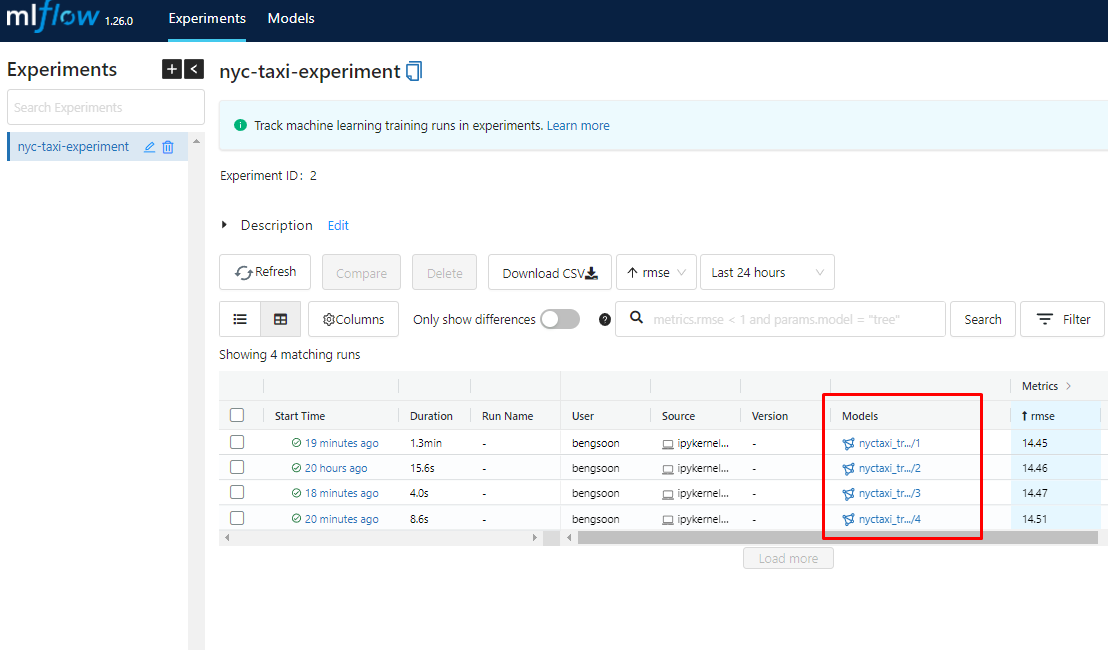 mlflow 1.26.0 Experiments Models
Experiments
Search Experiments
nyc-taxi-experiment
nyc-taxi-experiment
Track machine learning training runs in experiments. Learn more
Experiment ID: 2
Description Edit
Refresh Compare Delete Download CSV rmse Last 24 hours
Columns Only show differences metrics.rmse < 1 and params.model = "tree" Search Filter
Showing 4 matching runs
Metrics
Start Time Duration Run Name User Source Version Models rmse
19 minutes ago 1.3min - bengsoon ipykernel... - nyctaxi_tr.../1 14.45
20 hours ago 15.6s - bengsoon ipykernel... - nyctaxi_tr.../2 14.46
18 minutes ago 4.0s - bengsoon ipykernel... - nyctaxi_tr.../3 14.47
20 minutes ago 8.6s - bengsoon ipykernel... - nyctaxi_tr.../4 14.51
Load more